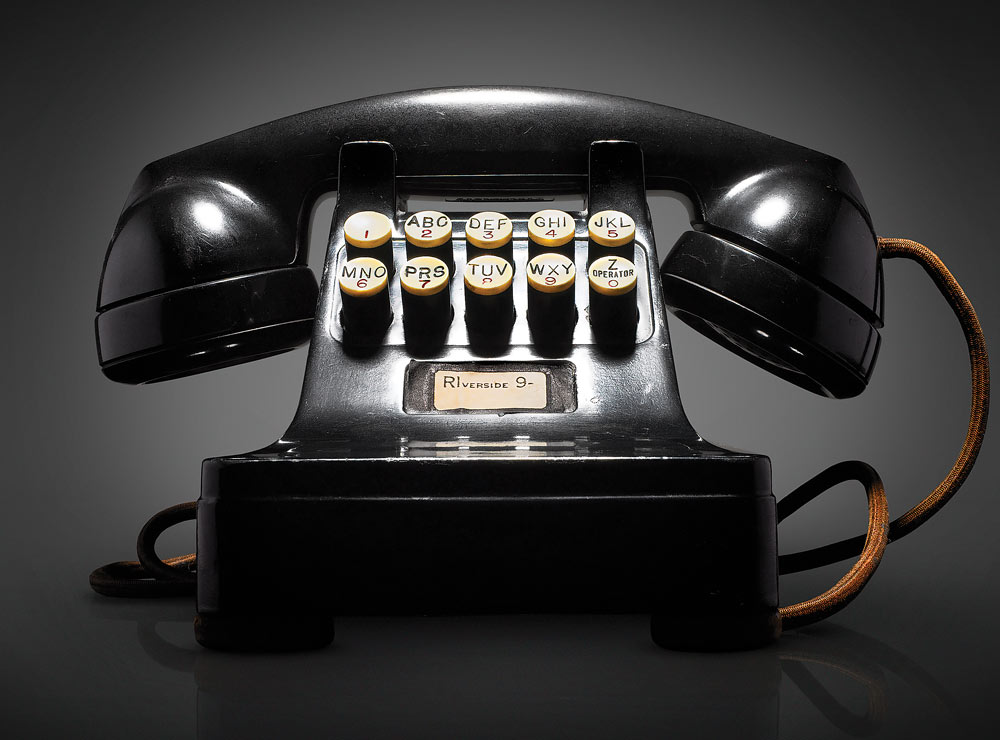 ABC DEF GHI JKL
1 2 3 4 5
MNO PRS TUV WXY Z
OPERATOR
6 7 8 9 0
RIVERSIDE 9-